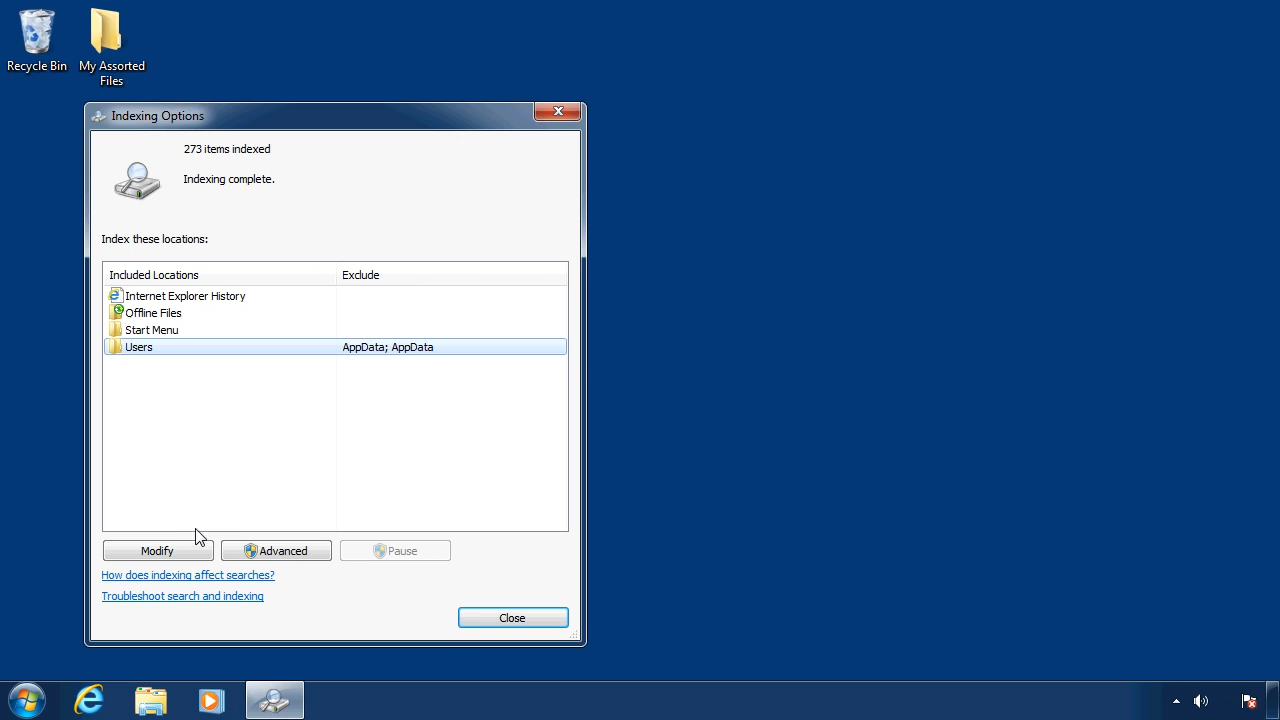 Recycle Bin
My Assorted
Files
Indexing Options
273 items indexed
Indexing complete.
Index these locations:
Included Locations Exclude
Internet Explorer History
Offline Files
Start Menu
Users AppData; AppData
Modify Advanced Pause
How does indexing affect searches?
Troubleshoot search and indexing
Close